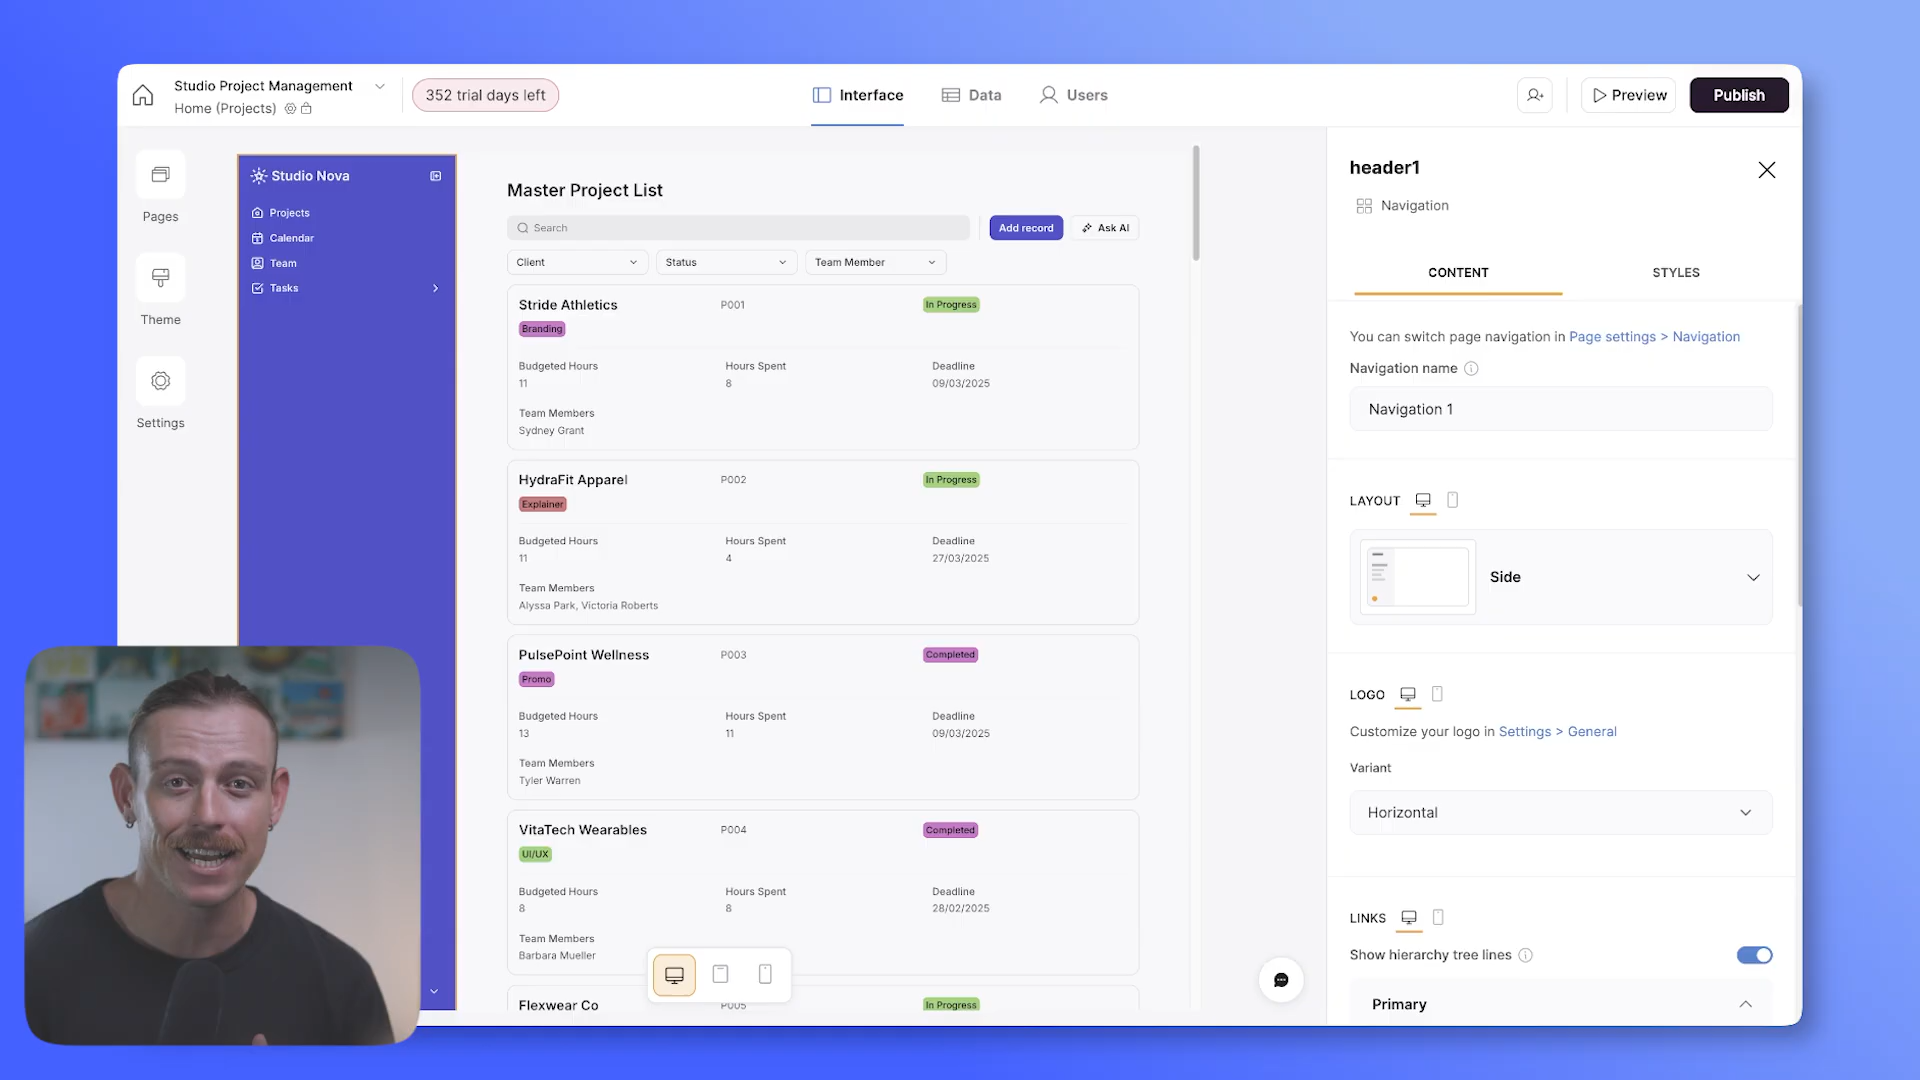 Studio Project Management
Home (Projects)
352 trial days left
Interface
Data
Users
Preview
Publish
Pages
Theme
Settings
Studio Nova
Projects
Calendar
Team
Tasks
Master Project List
Search
Add record
Ask AI
Client
Status
Team Member
Stride Athletics
P001
In Progress
Branding
Budgeted Hours
Hours Spent
Deadline
11
8
09/03/2025
Team Members
Sydney Grant
HydraFit Apparel
P002
In Progress
Explainer
Budgeted Hours
Hours Spent
Deadline
11
4
27/03/2025
Team Members
Alyssa Park, Victoria Roberts
PulsePoint Wellness
P003
Completed
Promo
Budgeted Hours
Hours Spent
Deadline
13
11
09/03/2025
Team Members
Tyler Warren
VitaTech Wearables
P004
Completed
UI/UX
Budgeted Hours
Hours Spent
Deadline
8
8
28/02/2025
Team Members
Barbara Mueller
Flexwear Co
P005
In Progress
header1
Navigation
CONTENT
STYLES
You can switch page navigation in Page settings > Navigation
Navigation name
Navigation 1
LAYOUT
Side
LOGO
Customize your logo in Settings > General
Variant
Horizontal
LINKS
Show hierarchy tree lines
Primary